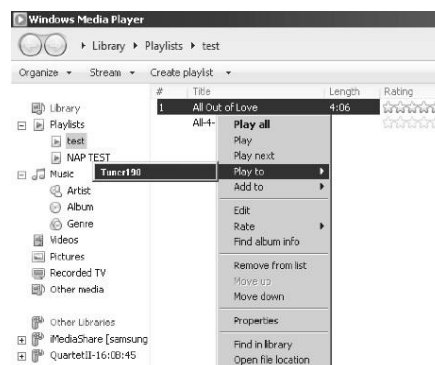 Windows Media Player
Library Playlists test
Organize Stream Create playlist
# Title Length Rating
Library
1 All Out of Love 4:06
Playlists
All-4-
test
NAP TEST
Music
Artist
Album
Genre
Videos
Pictures
Recorded TV
Other media
Other Libraries
iMediaShare [samsung
QuartetII-16:0B:45
Tuner190
Play all
Play
Play next
Play to
Add to
Edit
Rate
Find album info
Remove from list
Move up
Move down
Properties
Find in library
Open file location